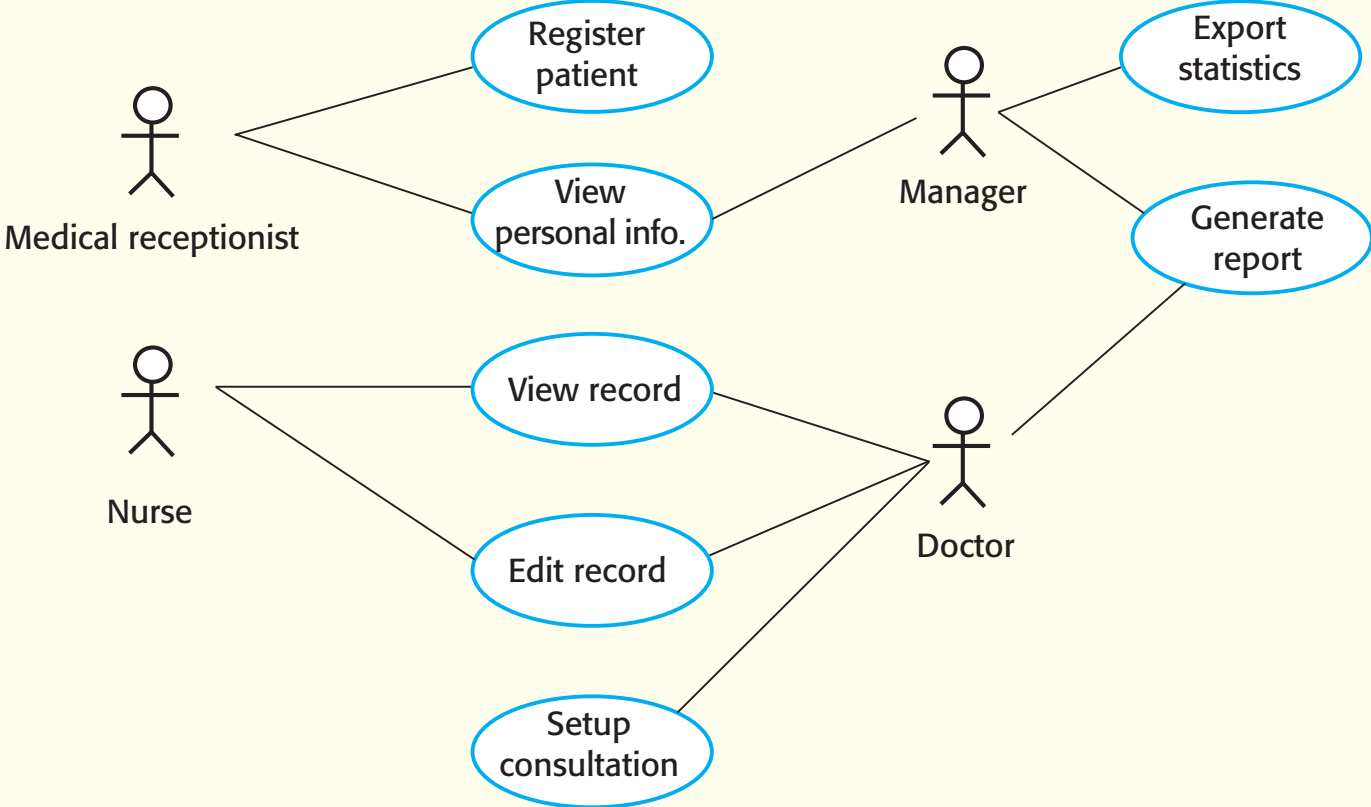 Register
patient
Export
statistics
View
personal info.
Manager
Medical receptionist
Generate
report
View record
Nurse
Edit record
Doctor
Setup
consultation